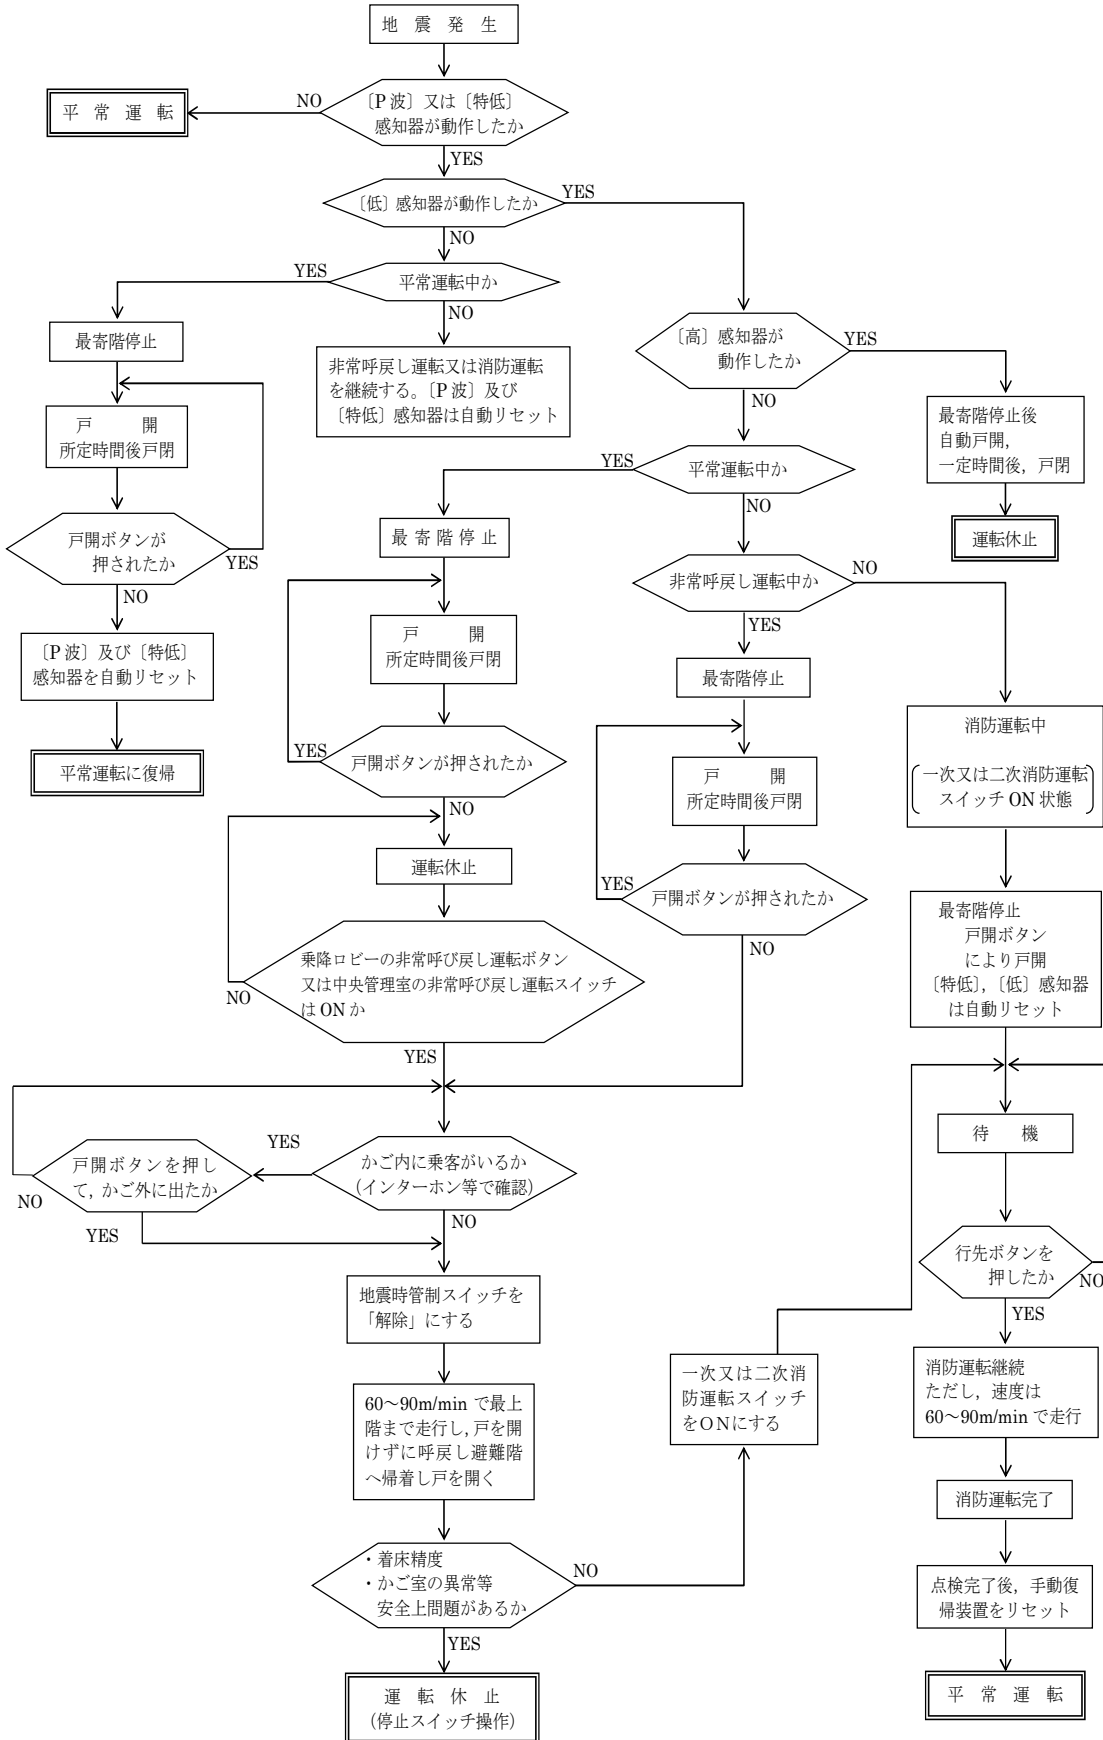 地 震 発 生
〔P 波〕又は〔特低〕
感知器が動作したか
NO
平 常 運 転
YES
〔低〕感知器が動作したか
YES
NO
平常運転中か
YES
NO
最寄階停止
戸 開
所定時間後戸閉
戸開ボタンが
押されたか
YES
NO
〔P 波〕及び〔特低〕
感知器を自動リセット
平常運転に復帰
非常呼戻し運転又は消防運転
を継続する。〔P 波〕及び
〔特低〕感知器は自動リセット
〔高〕感知器が
動作したか
YES
NO
最寄階停止後
自動戸開，
一定時間後，戸閉
運転休止
平常運転中か
YES
NO
最 寄 階 停 止
戸 開
所定時間後戸閉
戸開ボタンが押されたか
YES
NO
運転休止
乗降ロビーの非常呼び戻し運転ボタン
又は中央管理室の非常呼び戻し運転スイッチ
は ON か
NO
YES
非常呼戻し運転中か
NO
YES
最寄階停止
戸 開
所定時間後戸閉
戸開ボタンが押されたか
YES
NO
消防運転中
一次又は二次消防運転
スイッチ ON 状態
最寄階停止
戸開ボタン
により戸開
〔特低〕，〔低〕感知器
は自動リセット
待 機
行先ボタンを
押したか
NO
YES
消防運転継続
ただし，速度は
60～90m/min で走行
消防運転完了
点検完了後，手動復
帰装置をリセット
平 常 運 転
かご内に乗客がいるか
（インターホン等で確認）
YES
NO
戸開ボタンを押し
て，かご外に出たか
NO
YES
地震時管制スイッチを
「解除」にする
60～90m/min で最上
階まで走行し，戸を開
けずに呼戻し避難階
へ帰着し戸を開く
・着床精度
・かご室の異常等
安全上問題があるか
NO
YES
一次又は二次消
防運転スイッチ
をＯＮにする
運 転 休 止
（停止スイッチ操作）